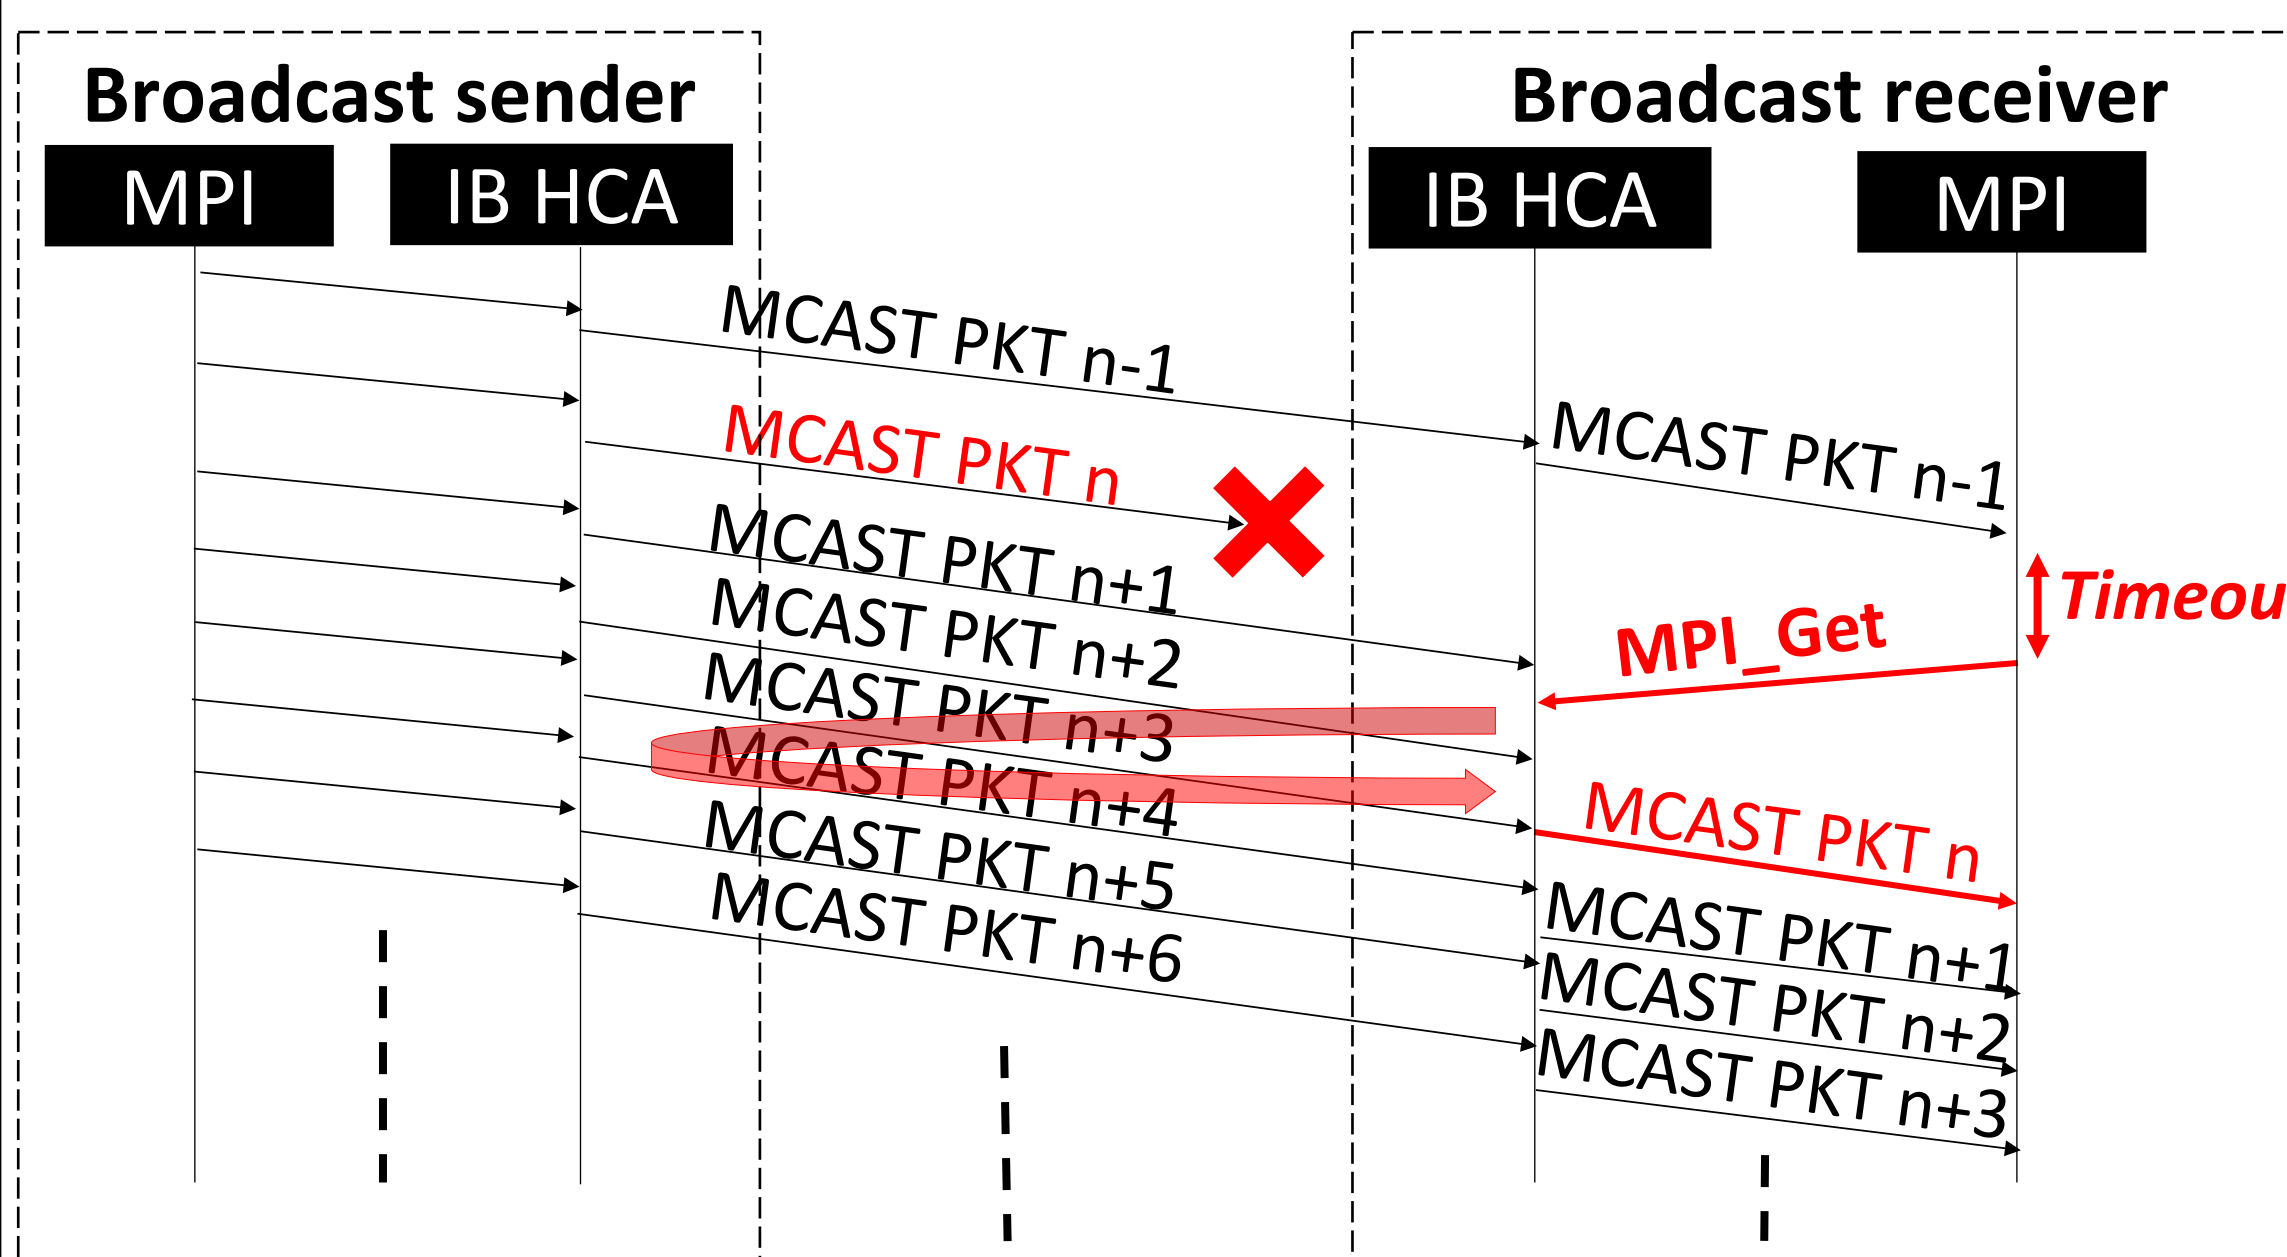 Broadcast sender
Broadcast receiver
MPI
IB HCA
IB HCA
MPI
MCAST PKT n-1
MCAST PKT n
MCAST PKT n+1
MCAST PKT n+2
MCAST PKT n+3
MCAST PKT n+4
MCAST PKT n+5
MCAST PKT n+6
MCAST PKT n-1
Timeou
MPI_Get
MCAST PKT n
MCAST PKT n+1
MCAST PKT n+2
MCAST PKT n+3